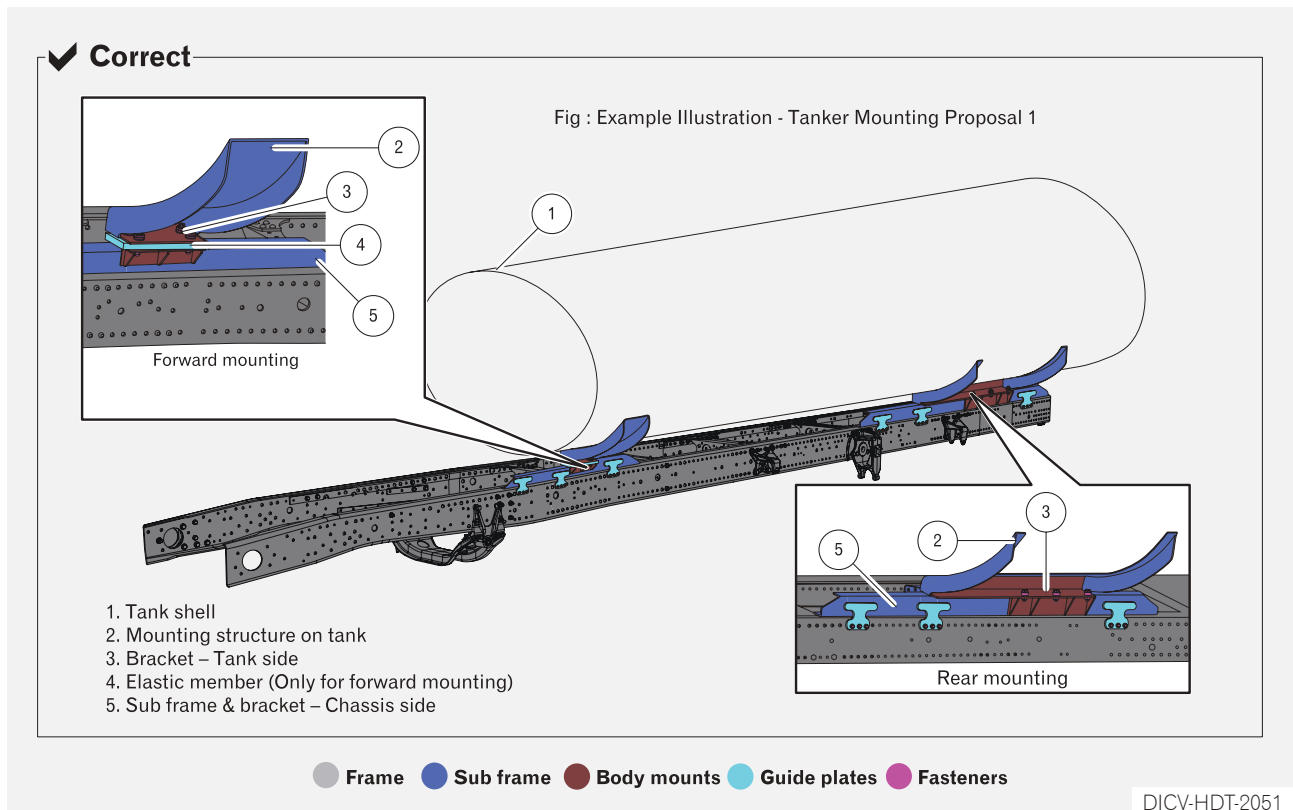 Correct
Fig : Example Illustration - Tanker Mounting Proposal 1
2
3
4
5
Forward mounting
1
3
2
5
Rear mounting
1. Tank shell
2. Mounting structure on tank
3. Bracket – Tank side
4. Elastic member (Only for forward mounting)
5. Sub frame & bracket – Chassis side
Frame Sub frame Body mounts Guide plates Fasteners
DICV-HDT-2051